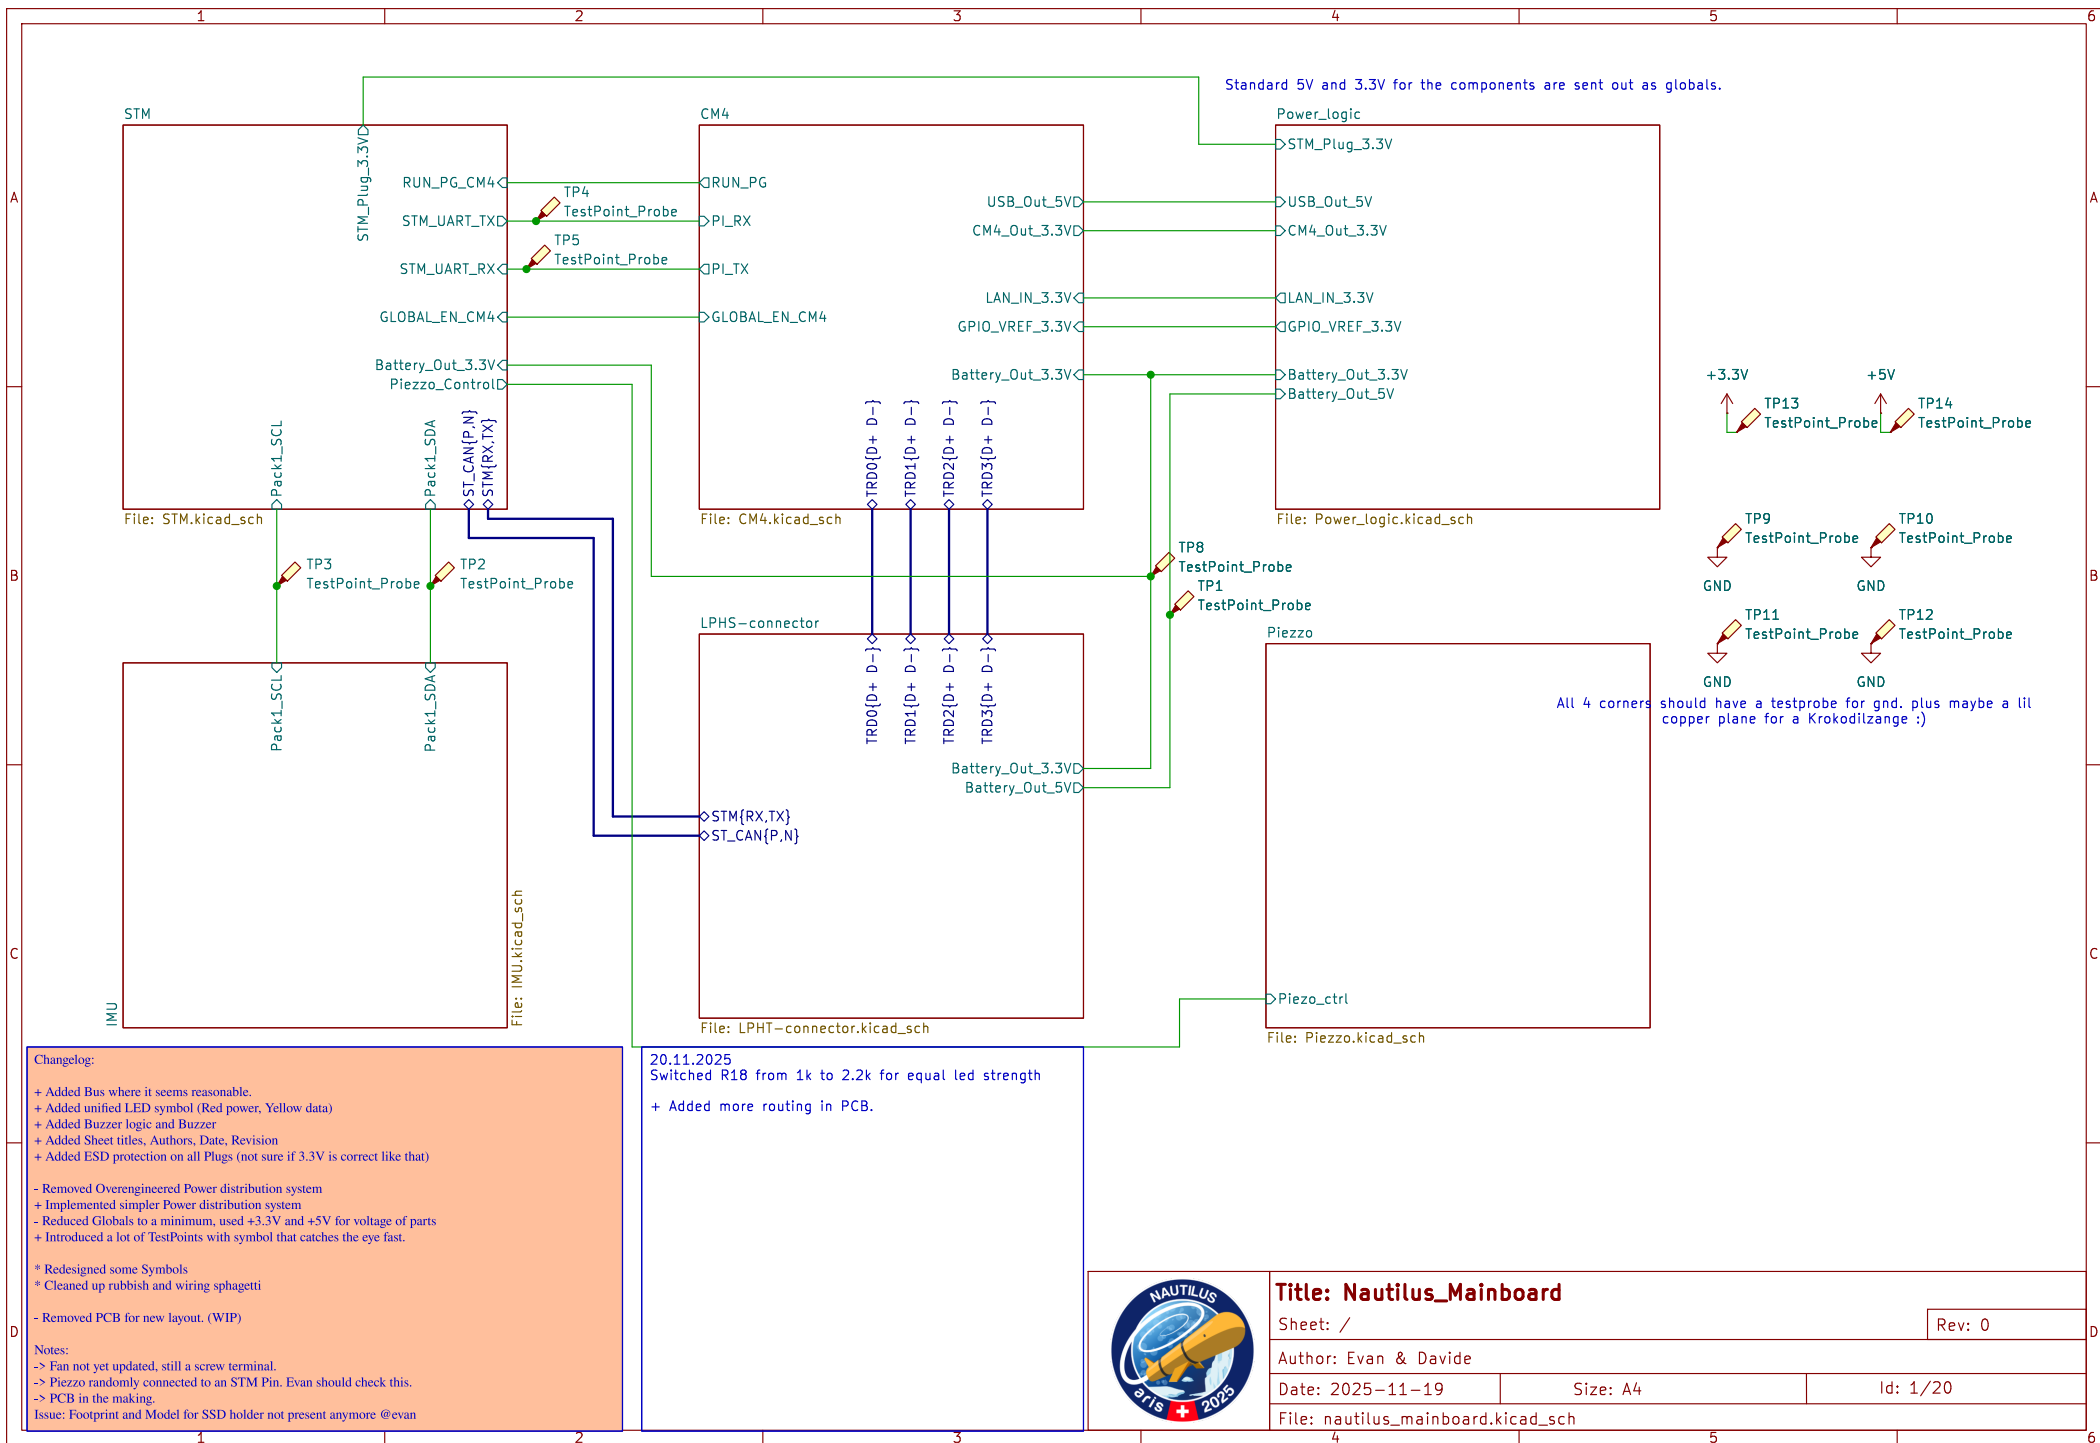 1 2 3 4 5 6
Standard 5V and 3.3V for the components are sent out as globals.
STM
STM_Plug_3.3V
RUN_PG_CM4
STM_UART_TX
STM_UART_RX
GLOBAL_EN_CM4
Battery_Out_3.3V
Piezzo_Control
Pack1_SCL
Pack1_SDA
ST_CAN{P,N}
STM{RX,TX}
File: STM.kicad_sch
TP4
TestPoint_Probe
TP5
TestPoint_Probe
CM4
RUN_PG
PI_RX
PI_TX
GLOBAL_EN_CM4
USB_Out_5V
CM4_Out_3.3V
LAN_IN_3.3V
GPIO_VREF_3.3V
Battery_Out_3.3V
TRD0{D+ D-}
TRD1{D+ D-}
TRD2{D+ D-}
TRD3{D+ D-}
File: CM4.kicad_sch
Power_logic
STM_Plug_3.3V
USB_Out_5V
CM4_Out_3.3V
LAN_IN_3.3V
GPIO_VREF_3.3V
Battery_Out_3.3V
Battery_Out_5V
File: Power_logic.kicad_sch
+3.3V
TP13
TestPoint_Probe
+5V
TP14
TestPoint_Probe
TP9
TestPoint_Probe
GND
TP10
TestPoint_Probe
GND
TP11
TestPoint_Probe
GND
TP12
TestPoint_Probe
GND
All 4 corners should have a testprobe for gnd. plus maybe a lil
copper plane for a Krokodilzange :)
TP3
TestPoint_Probe
TP2
TestPoint_Probe
TP8
TestPoint_Probe
TP1
TestPoint_Probe
Pack1_SCL
Pack1_SDA
IMU
File: IMU.kicad_sch
LPHS-connector
TRD0{D+ D-}
TRD1{D+ D-}
TRD2{D+ D-}
TRD3{D+ D-}
Battery_Out_3.3V
Battery_Out_5V
STM{RX,TX}
ST_CAN{P,N}
File: LPHT-connector.kicad_sch
Piezzo
Piezo_ctrl
File: Piezzo.kicad_sch
Changelog:
+ Added Bus where it seems reasonable.
+ Added unified LED symbol (Red power, Yellow data)
+ Added Buzzer logic and Buzzer
+ Added Sheet titles, Authors, Date, Revision
+ Added ESD protection on all Plugs (not sure if 3.3V is correct like that)
- Removed Overengineered Power distribution system
+ Implemented simpler Power distribution system
- Reduced Globals to a minimum, used +3.3V and +5V for voltage of parts
+ Introduced a lot of TestPoints with symbol that catches the eye fast.
* Redesigned some Symbols
* Cleaned up rubbish and wiring sphagetti
- Removed PCB for new layout. (WIP)
Notes:
-> Fan not yet updated, still a screw terminal.
-> Piezzo randomly connected to an STM Pin. Evan should check this.
-> PCB in the making.
Issue: Footprint and Model for SSD holder not present anymore @evan
20.11.2025
Switched R18 from 1k to 2.2k for equal led strength
+ Added more routing in PCB.
NAUTILUS
aris 2025
Title: Nautilus_Mainboard
Sheet: /
Rev: 0
Author: Evan & Davide
Date: 2025-11-19
Size: A4
Id: 1/20
File: nautilus_mainboard.kicad_sch
A
B
C
D
A
B
C
D
1 2 3 4 5 6